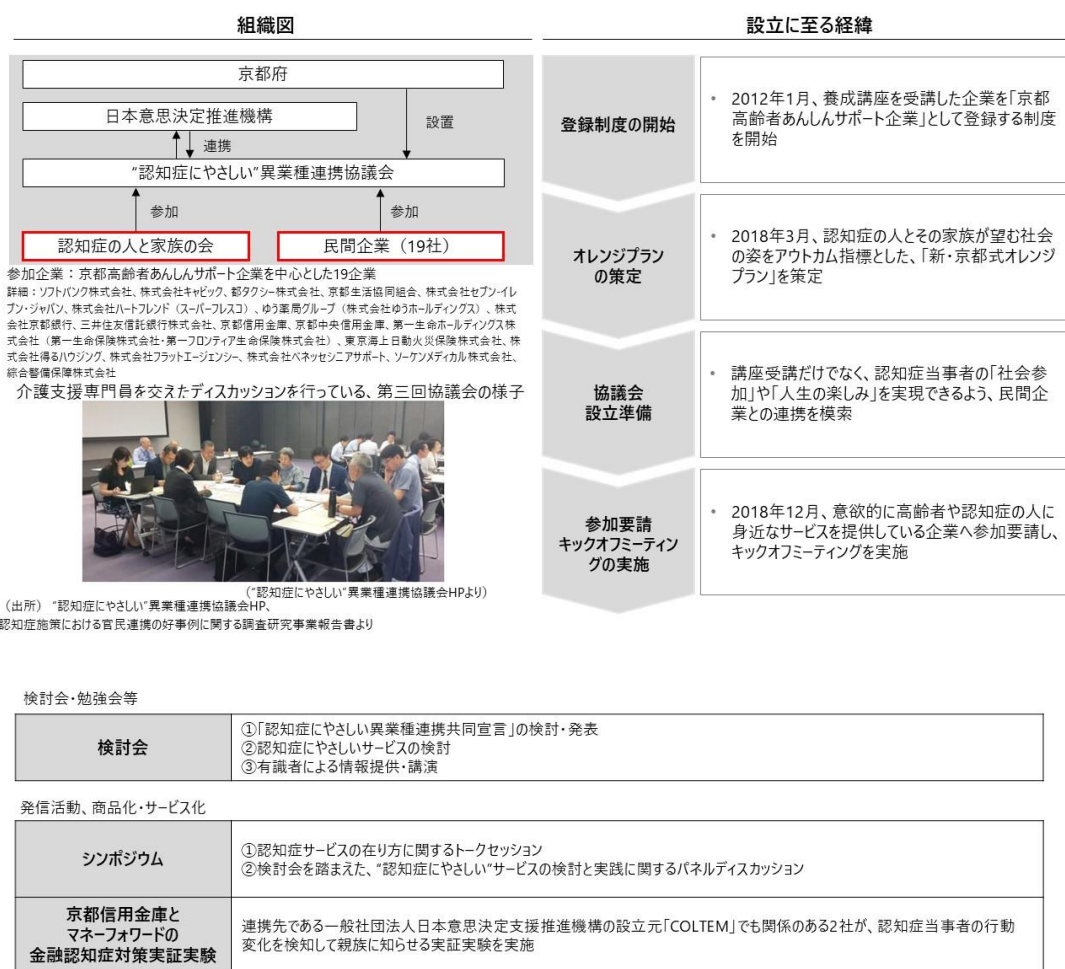 組織図
京都府
日本意思決定推進機構
設置
連携
“認知症にやさしい”異業種連携協議会
参加
参加
認知症の人と家族の会
民間企業（19社）
参加企業：京都高齢者あんしんサポート企業を中心とした19企業
詳細：ソフトバンク株式会社、株式会社キャビック、都タクシー株式会社、京都生活協同組合、株式会社セブン‐イレ
ブン・ジャパン、株式会社ハートフレンド（スーパーフレスコ）、ゆう薬局グループ（株式会社ゆうホールディングス）、株式
会社京都銀行、三井住友信託銀行株式会社、京都信用金庫、京都中央信用金庫、第一生命ホールディングス株
式会社（第一生命保険株式会社・第一フロンティア生命保険株式会社）、東京海上日動火災保険株式会社、株
式会社得るハウジング、株式会社フラットエージェンシー、株式会社ベネッセシニアサポート、ソーケンメディカル株式会社、
綜合警備保障株式会社
介護支援専門員を交えたディスカッションを行っている、第三回協議会の様子
（“認知症にやさしい”異業種連携協議会HPより）
（出所）“認知症にやさしい”異業種連携協議会HP、
認知症施策における官民連携の好事例に関する調査研究事業報告書より
設立に至る経緯
登録制度の開始
• 2012年1月、養成講座を受講した企業を「京都
高齢者あんしんサポート企業」として登録する制度
を開始
オレンジプラン
の策定
• 2018年3月、認知症の人とその家族が望む社会
の姿をアウトカム指標とした、「新・京都式オレンジ
プラン」を策定
協議会
設立準備
• 講座受講だけでなく、認知症当事者の「社会参
加」や「人生の楽しみ」を実現できるよう、民間企
業との連携を模索
参加要請
キックオフミーティン
グの実施
• 2018年12月、意欲的に高齢者や認知症の人に
身近なサービスを提供している企業へ参加要請し、
キックオフミーティングを実施
検討会・勉強会等
検討会
①「認知症にやさしい異業種連携共同宣言」の検討・発表
②認知症にやさしいサービスの検討
③有識者による情報提供・講演
発信活動、商品化・サービス化
シンポジウム
①認知症サービスの在り方に関するトークセッション
②検討会を踏まえた、“認知症にやさしい”サービスの検討と実践に関するパネルディスカッション
京都信用金庫と
マネーフォワードの
金融認知症対策実証実験
連携先である一般社団法人日本意思決定支援推進機構の設立元「COLTEM」でも関係のある2社が、認知症当事者の行動
変化を検知して親族に知らせる実証実験を実施